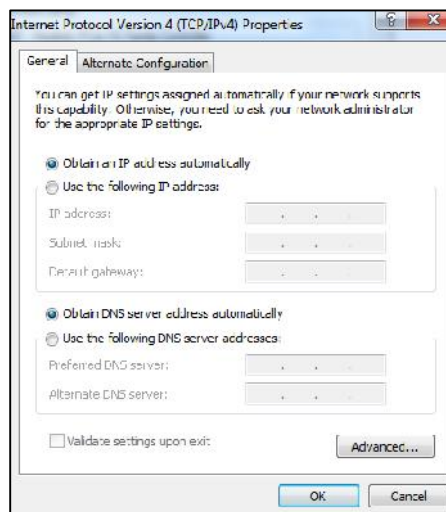 Internet Protocol Version 4 (TCP/IPv4) Properties
General
Alternate Configuration
You can get IP settings assigned automatically if your network supports
this capability. Otherwise, you need to ask your network administrator
for the appropriate IP settings.
Obtain an IP address automatically
Use the following IP address:
IP address:
Subnet mask:
Default gateway:
Obtain DNS server address automatically
Use the following DNS server addresses:
Preferred DNS server:
Alternate DNS server:
Validate settings upon exit
Advanced...
OK
Cancel